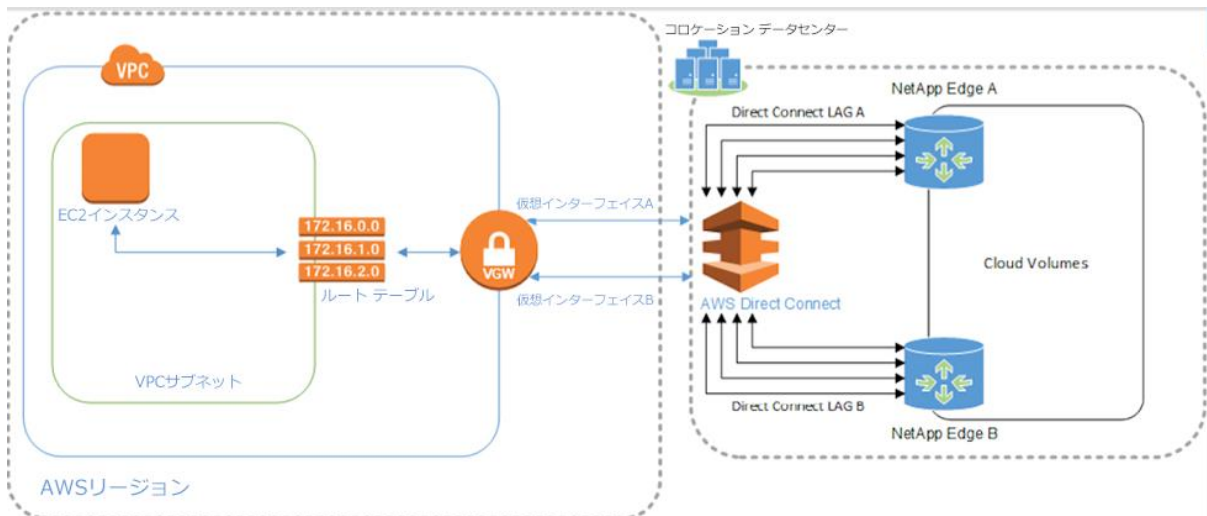 コロケーション データセンター
VPC
NetApp Edge A
Direct Connect LAG A
EC2インスタンス
仮想インターフェイスA
172.16.0.0
172.16.1.0
172.16.2.0
ルート テーブル
VGW
Cloud Volumes
仮想インターフェイスB
AWS Direct Connect
VPCサブネット
Direct Connect LAG B
NetApp Edge B
AWSリージョン